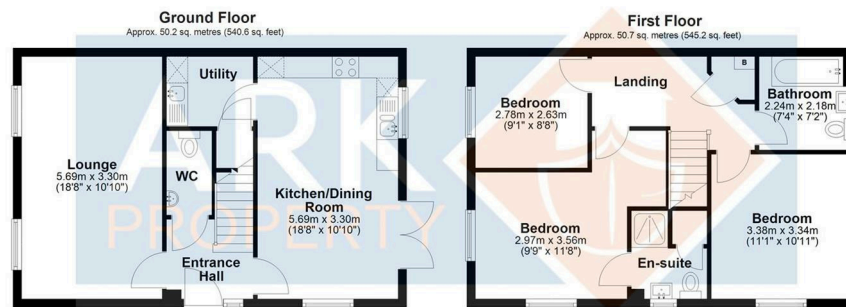 Ground Floor
Approx. 50.2 sq. metres (540.6 sq. feet)
Utility
Lounge
5.69m x 3.30m
(18'8" x 10'10")
WC
Kitchen/Dining
Room
5.69m x 3.30m
(18'8" x 10'10")
Entrance
Hall
First Floor
Approx. 50.7 sq. metres (545.2 sq. feet)
Landing
B
Bedroom
2.78m x 2.63m
(9'1" x 8'8")
Bathroom
2.24m x 2.18m
(7'4" x 7'2")
Bedroom
2.97m x 3.56m
(9'9" x 11'8")
En-suite
Bedroom
3.38m x 3.34m
(11'1" x 10'11")
ARK
PROPERTY